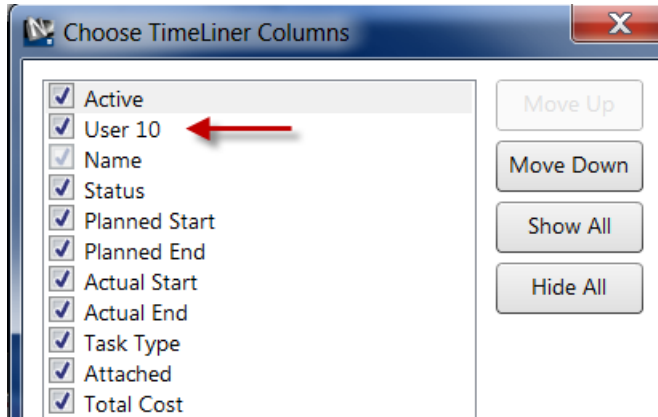 Choose TimeLiner Columns
Active
User 10
Name
Status
Planned Start
Planned End
Actual Start
Actual End
Task Type
Attached
Total Cost
Move Up
Move Down
Show All
Hide All